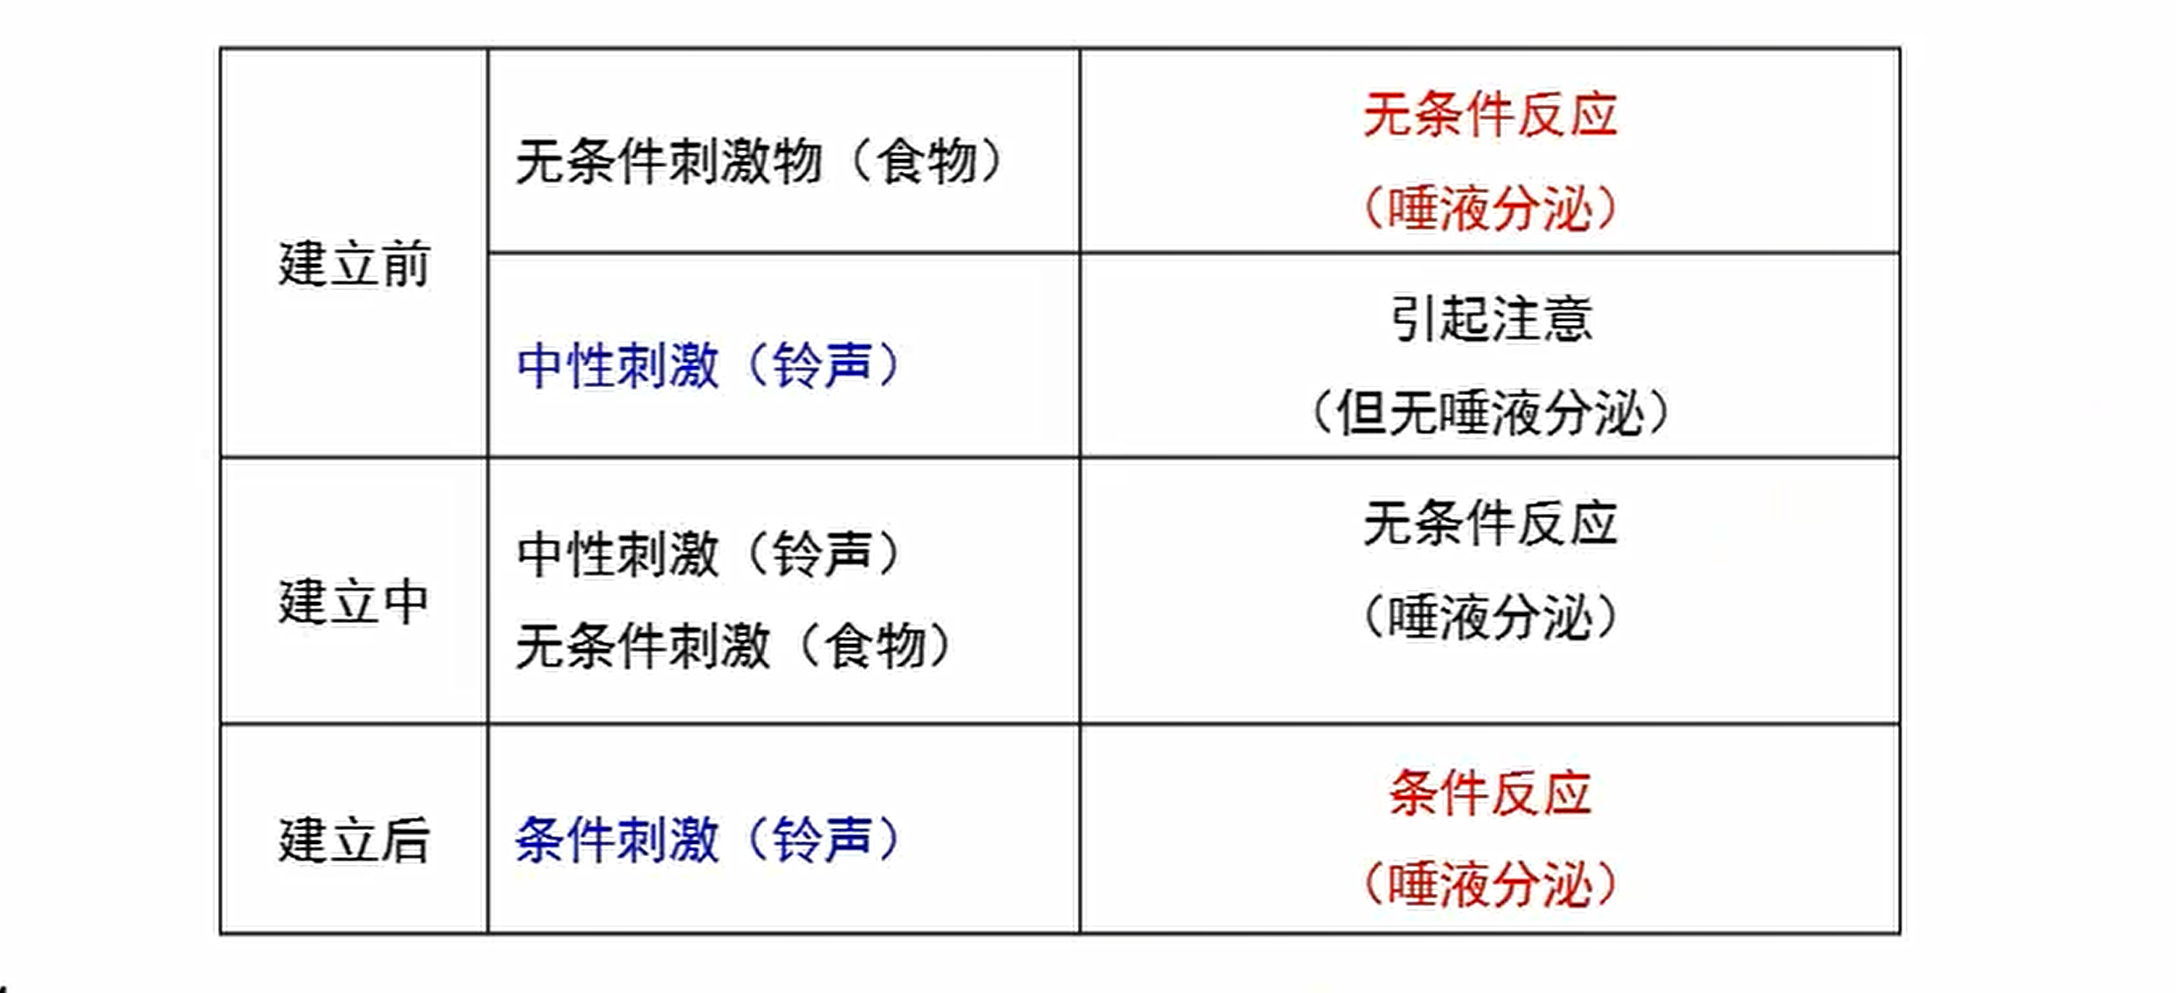 建立前
无条件刺激物（食物）
无条件反应
（唾液分泌）
中性刺激（铃声）
引起注意
（但无唾液分泌）
建立中
中性刺激（铃声）
无条件刺激（食物）
无条件反应
（唾液分泌）
建立后
条件刺激（铃声）
条件反应
（唾液分泌）